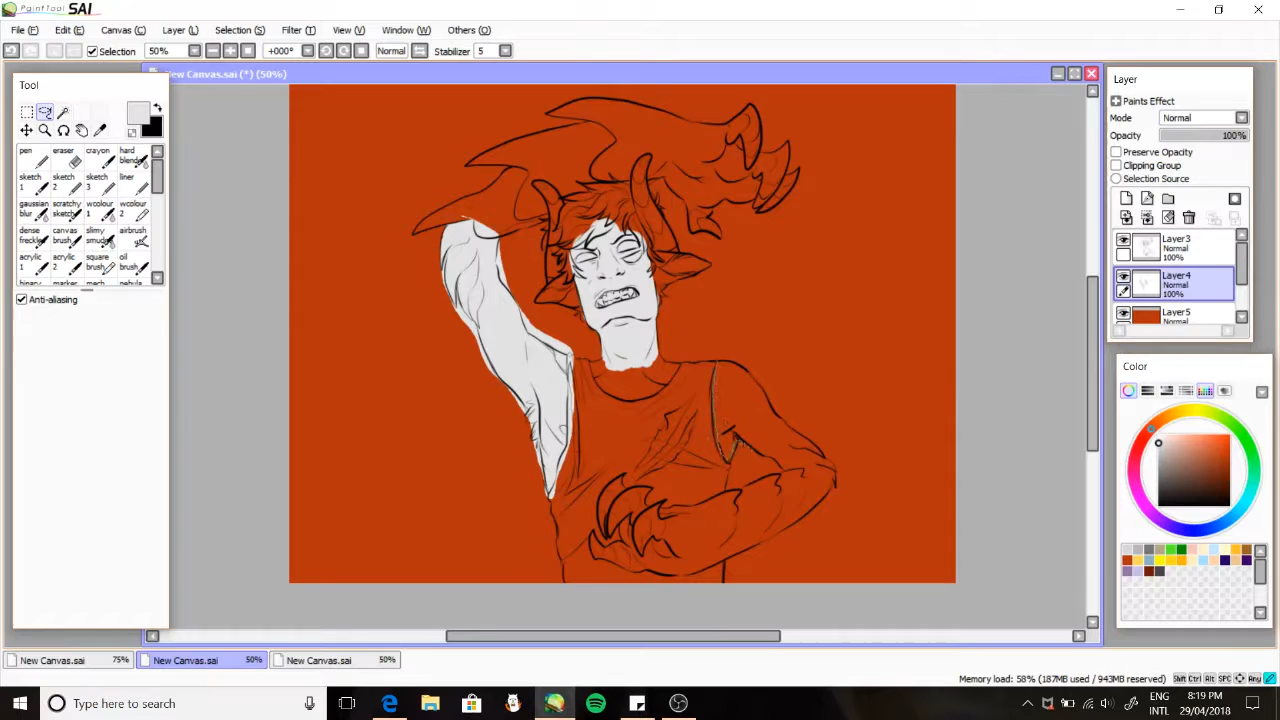 PaintTool SAI
File (F) Edit (E) Canvas (C) Layer (L) Selection (S) Filter (T) View (V) Window (W) Others (O)
Selection 50% +000° Normal Stabilizer 5
New Canvas.sai (*) (50%)
Tool
pen eraser crayon hard blender
sketch 1 sketch 2 sketch 3 liner
gaussian blur scratchy sketch wcolour 1 wcolour 2
dense freckle canvas brush slimy smudge airbrush
acrylic 1 acrylic 2 square brush oil brush
binary marker mech nebula
Anti-aliasing
Layer
Paints Effect
Mode Normal
Opacity 100%
Preserve Opacity
Clipping Group
Selection Source
Layer3
Normal
100%
Layer4
Normal
100%
Layer5
Normal
Color
New Canvas.sai 75% New Canvas.sai 50% New Canvas.sai 50%
Memory load: 58% (187MB used / 943MB reserved) Shift Ctrl Alt SPC Any
Type here to search
ENG
INTL
8:19 PM
29/04/2018